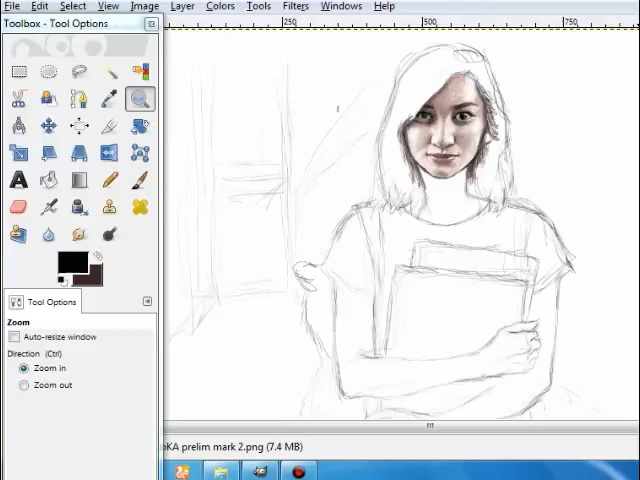 File Edit Select View Image Layer Colors Tools Filters Windows Help
Toolbox - Tool Options
250 500 750
Tool Options
Zoom
Auto-resize window
Direction (Ctrl)
Zoom in
Zoom out
KA prelim mark 2.png (7.4 MB)